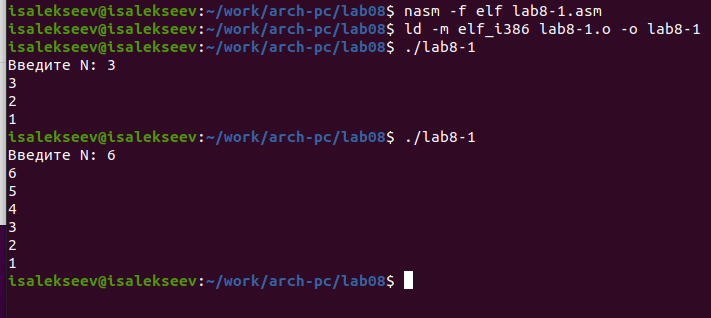 isalekseev@isalekseev:~/work/arch-pc/lab08$ nasm -f elf lab8-1.asm
isalekseev@isalekseev:~/work/arch-pc/lab08$ ld -m elf_i386 lab8-1.o -o lab8-1
isalekseev@isalekseev:~/work/arch-pc/lab08$ ./lab8-1
Введите N: 3
3
2
1
isalekseev@isalekseev:~/work/arch-pc/lab08$ ./lab8-1
Введите N: 6
6
5
4
3
2
1
isalekseev@isalekseev:~/work/arch-pc/lab08$